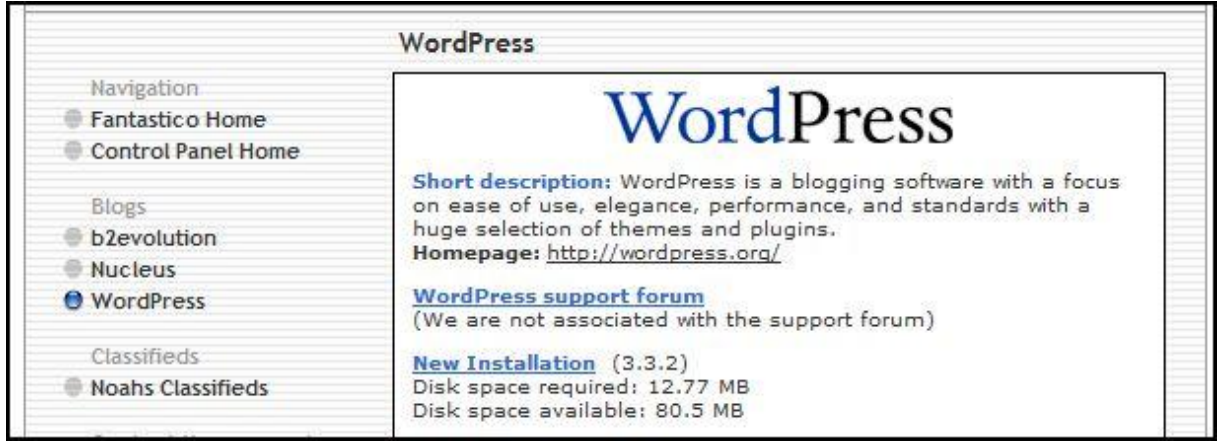 WordPress
Navigation
Fantastico Home
Control Panel Home
Blogs
b2evolution
Nucleus
WordPress
Classifieds
Noahs Classifieds
WordPress
Short description: WordPress is a blogging software with a focus
on ease of use, elegance, performance, and standards with a
huge selection of themes and plugins.
Homepage: http://wordpress.org/
WordPress support forum
(We are not associated with the support forum)
New Installation (3.3.2)
Disk space required: 12.77 MB
Disk space available: 80.5 MB